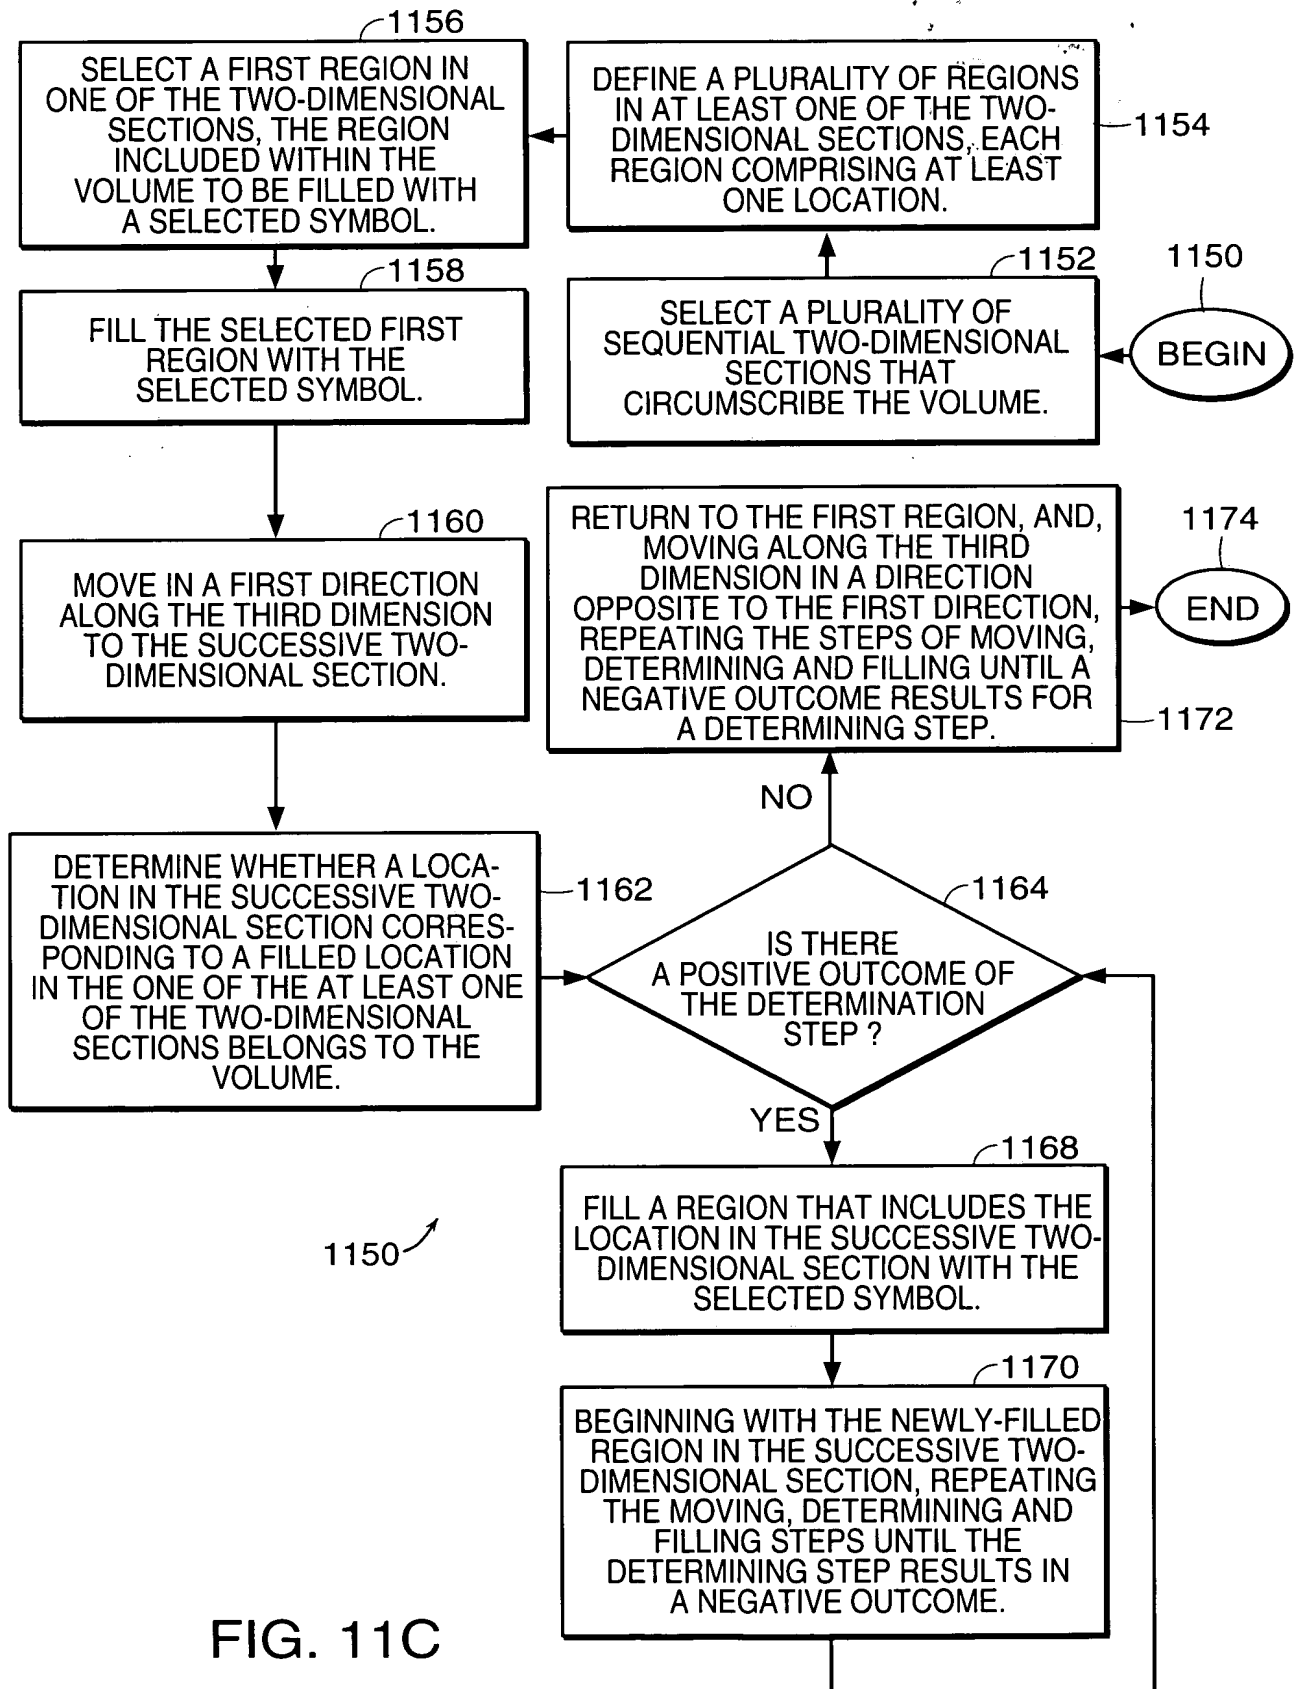 1156
SELECT A FIRST REGION IN
ONE OF THE TWO-DIMENSIONAL
SECTIONS, THE REGION
INCLUDED WITHIN THE
VOLUME TO BE FILLED WITH
A SELECTED SYMBOL.
DEFINE A PLURALITY OF REGIONS
IN AT LEAST ONE OF THE TWO-
DIMENSIONAL SECTIONS, EACH
REGION COMPRISING AT LEAST
ONE LOCATION.
1154
1158
FILL THE SELECTED FIRST
REGION WITH THE
SELECTED SYMBOL.
1152
SELECT A PLURALITY OF
SEQUENTIAL TWO-DIMENSIONAL
SECTIONS THAT
CIRCUMSCRIBE THE VOLUME.
1150
BEGIN
1160
MOVE IN A FIRST DIRECTION
ALONG THE THIRD DIMENSION
TO THE SUCCESSIVE TWO-
DIMENSIONAL SECTION.
RETURN TO THE FIRST REGION, AND,
MOVING ALONG THE THIRD
DIMENSION IN A DIRECTION
OPPOSITE TO THE FIRST DIRECTION,
REPEATING THE STEPS OF MOVING,
DETERMINING AND FILLING UNTIL A
NEGATIVE OUTCOME RESULTS FOR
A DETERMINING STEP.
1172
1174
END
NO
DETERMINE WHETHER A LOCA-
TION IN THE SUCCESSIVE TWO-
DIMENSIONAL SECTION CORRES-
PONDING TO A FILLED LOCATION
IN THE ONE OF THE AT LEAST ONE
OF THE TWO-DIMENSIONAL
SECTIONS BELONGS TO THE
VOLUME.
1162
1164
IS THERE
A POSITIVE OUTCOME OF
THE DETERMINATION
STEP ?
YES
1168
FILL A REGION THAT INCLUDES THE
LOCATION IN THE SUCCESSIVE TWO-
DIMENSIONAL SECTION WITH THE
SELECTED SYMBOL.
1150
1170
BEGINNING WITH THE NEWLY-FILLED
REGION IN THE SUCCESSIVE TWO-
DIMENSIONAL SECTION, REPEATING
THE MOVING, DETERMINING AND
FILLING STEPS UNTIL THE
DETERMINING STEP RESULTS IN
A NEGATIVE OUTCOME.
FIG. 11C